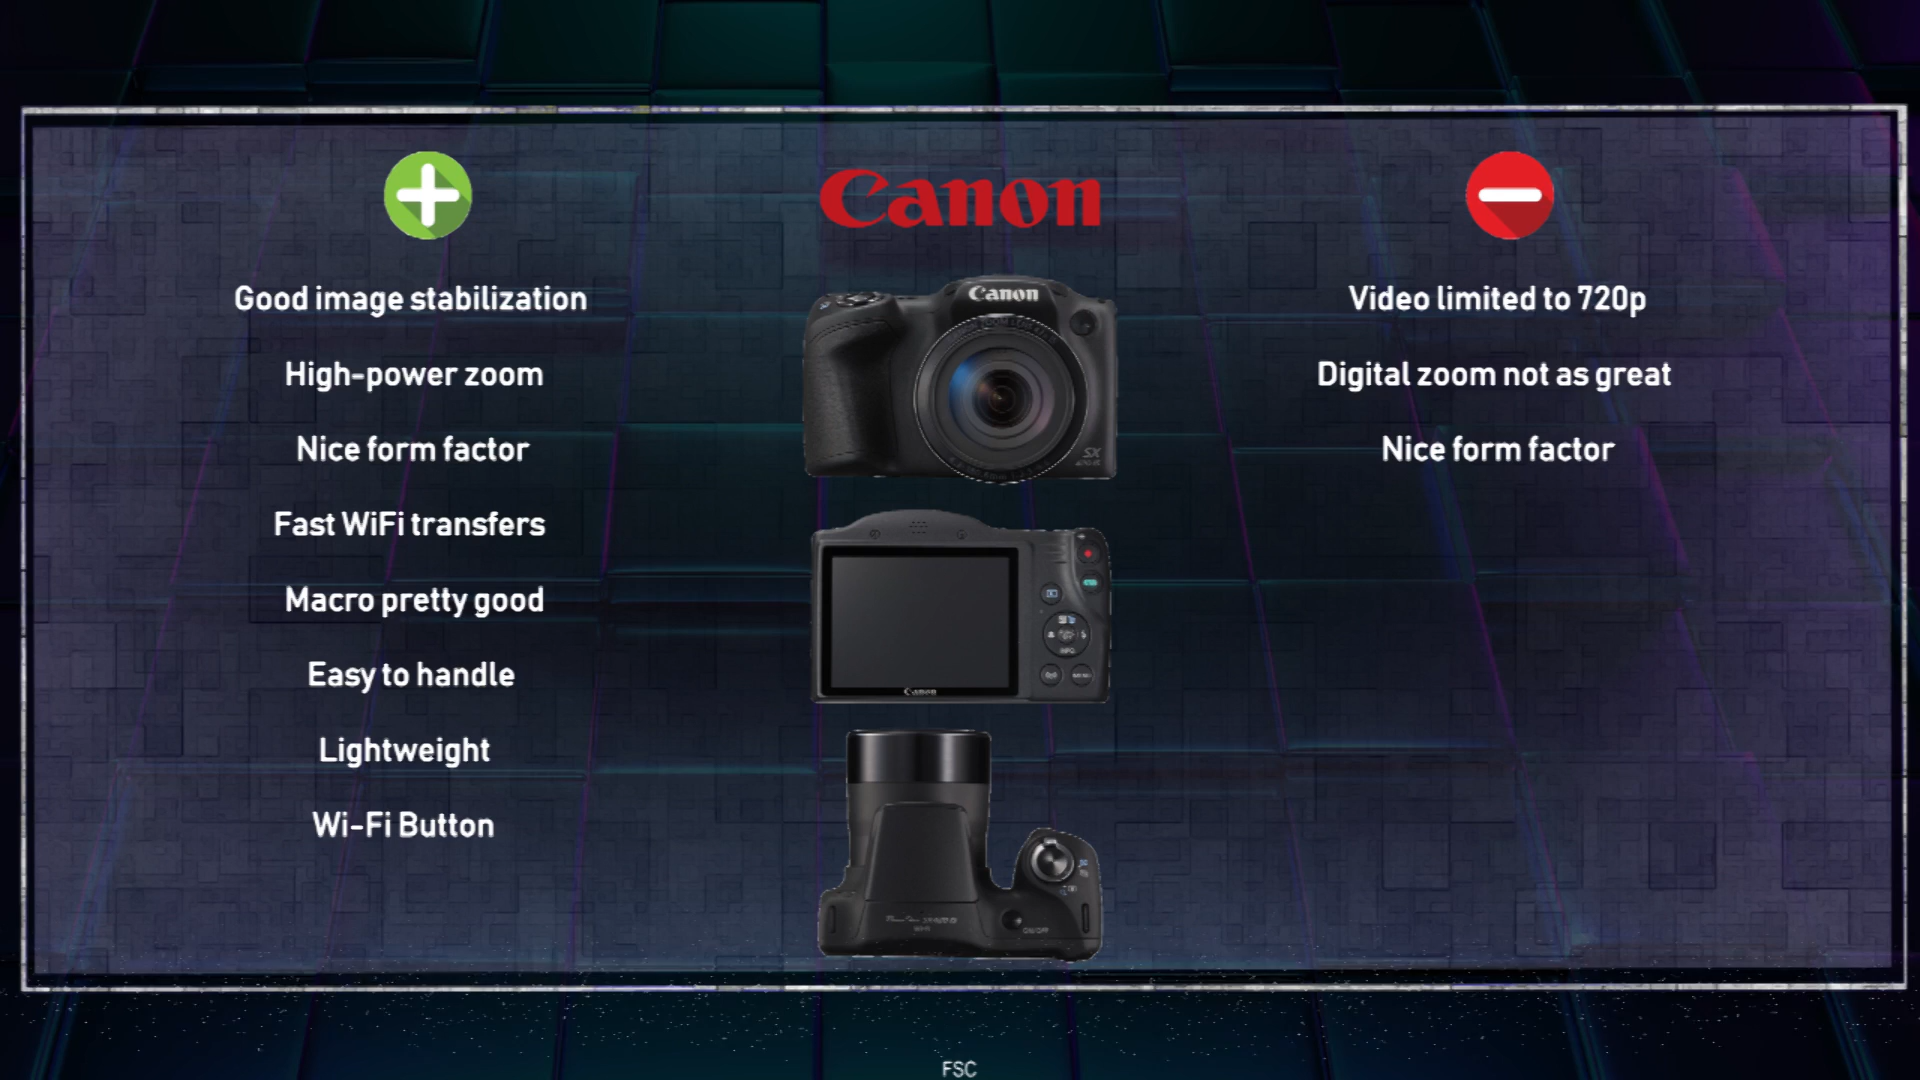 Canon
Good image stabilization
High-power zoom
Nice form factor
Fast WiFi transfers
Macro pretty good
Easy to handle
Lightweight
Wi-Fi Button
Canon
SX
Canon
Video limited to 720p
Digital zoom not as great
Nice form factor
FSC